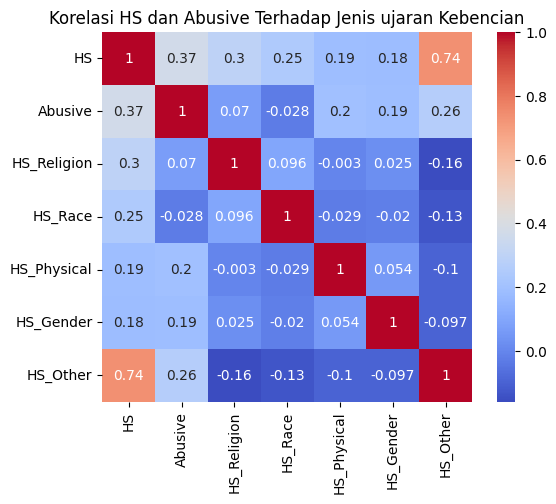 Korelasi HS dan Abusive Terhadap Jenis ujaran Kebencian
HS 1 0.37 0.3 0.25 0.19 0.18 0.74
Abusive 0.37 1 0.07 -0.028 0.2 0.19 0.26
HS_Religion 0.3 0.07 1 0.096 -0.003 0.025 -0.16
HS_Race 0.25 -0.028 0.096 1 -0.029 -0.02 -0.13
HS_Physical 0.19 0.2 -0.003 -0.029 1 0.054 -0.1
HS_Gender 0.18 0.19 0.025 -0.02 0.054 1 -0.097
HS_Other 0.74 0.26 -0.16 -0.13 -0.1 -0.097 1
HS
Abusive
HS_Religion
HS_Race
HS_Physical
HS_Gender
HS_Other
1.0
0.8
0.6
0.4
0.2
0.0